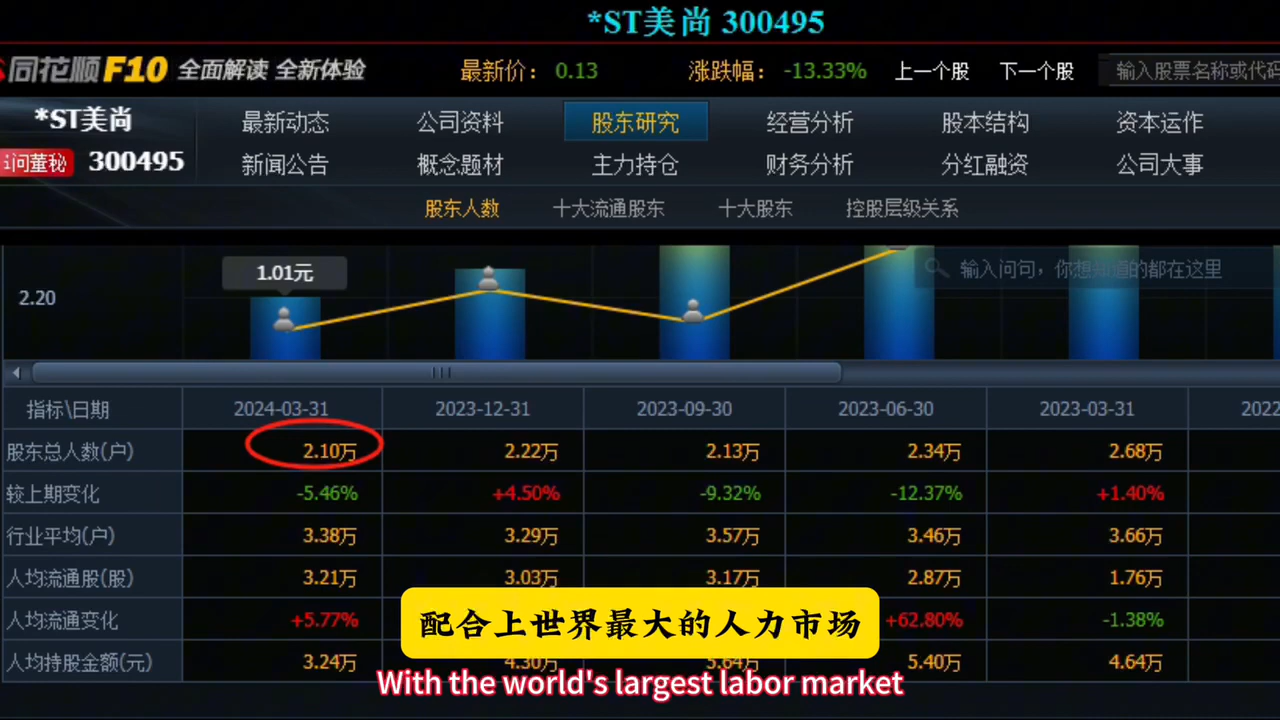 *ST美尚 300495
同花顺F10 全面解读 全新体验 最新价： 0.13 涨跌幅： -13.33% 上一个股 下一个股 输入股票名称或代码
*ST美尚 最新动态 公司资料 股东研究 经营分析 股本结构 资本运作
i问董秘 300495 新闻公告 概念题材 主力持仓 财务分析 分红融资 公司大事
股东人数 十大流通股东 十大股东 控股层级关系
1.01元 输入问句，你想知道的都在这里
2.20
指标\日期 2024-03-31 2023-12-31 2023-09-30 2023-06-30 2023-03-31 2022
股东总人数(户) 2.10万 2.22万 2.13万 2.34万 2.68万
较上期变化 -5.46% +4.50% -9.32% -12.37% +1.40%
行业平均(户) 3.38万 3.29万 3.57万 3.46万 3.66万
人均流通股(股) 3.21万 3.03万 3.17万 2.87万 1.76万
人均流通变化 +5.77% +62.80% -1.38%
配合上世界最大的人力市场
人均持股金额(元) 3.24万 4.30万 5.64万 5.40万 4.64万
With the world's largest labor market